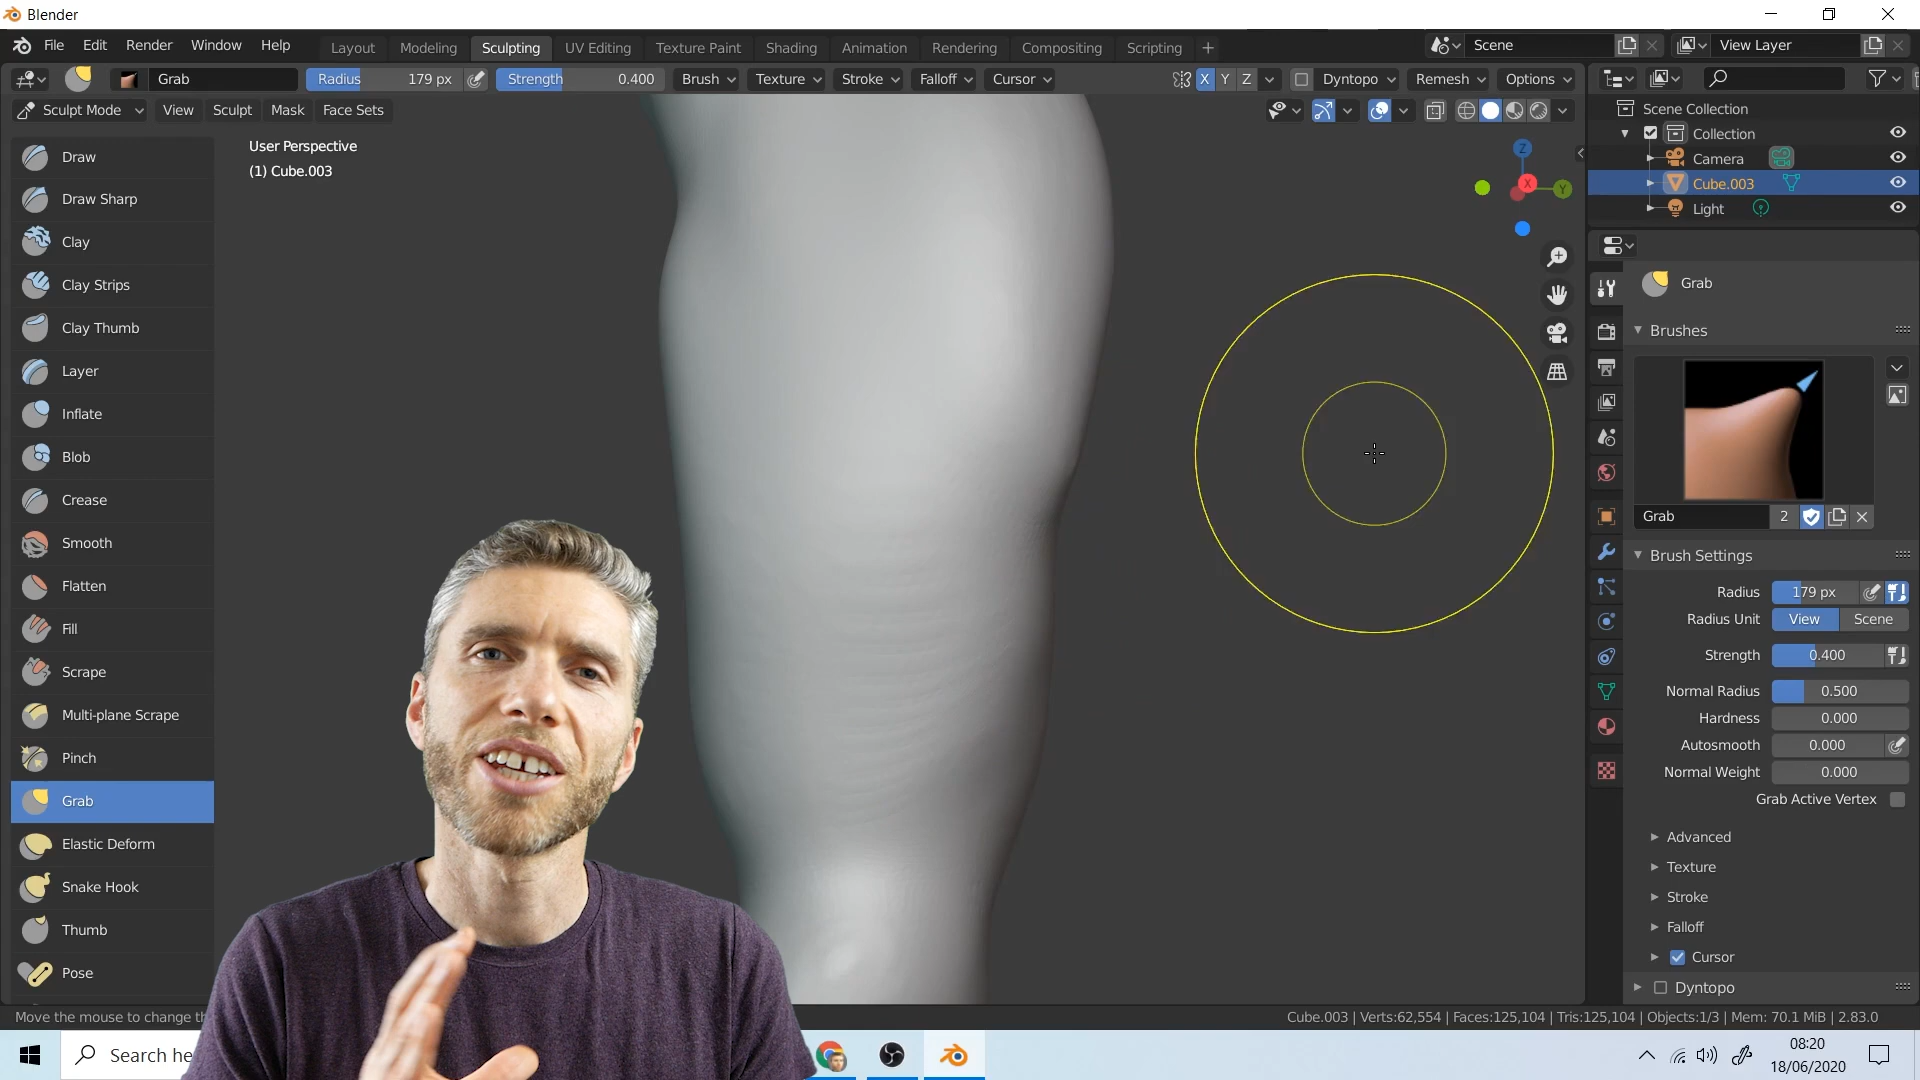 Blender
File Edit Render Window Help Layout Modeling Sculpting UV Editing Texture Paint Shading Animation Rendering Compositing Scripting + Scene View Layer
Grab Radius 179 px Strength 0.400 Brush Texture Stroke Falloff Cursor X Y Z Dyntopo Remesh Options
Sculpt Mode View Sculpt Mask Face Sets
User Perspective
(1) Cube.003
Z
X
Y
Draw
Draw Sharp
Clay
Clay Strips
Clay Thumb
Layer
Inflate
Blob
Crease
Smooth
Flatten
Fill
Scrape
Multi-plane Scrape
Pinch
Grab
Elastic Deform
Snake Hook
Thumb
Pose
Scene Collection
Collection
Camera
Cube.003
Light
Grab
Brushes
Grab 2
Brush Settings
Radius 179 px
Radius Unit View Scene
Strength 0.400
Normal Radius 0.500
Hardness 0.000
Autosmooth 0.000
Normal Weight 0.000
Grab Active Vertex
Advanced
Texture
Stroke
Falloff
Cursor
Dyntopo
Move the mouse to change th
Cube.003 | Verts:62,554 | Faces:125,104 | Tris:125,104 | Objects:1/3 | Mem: 70.1 MiB | 2.83.0
Search he
08:20
18/06/2020